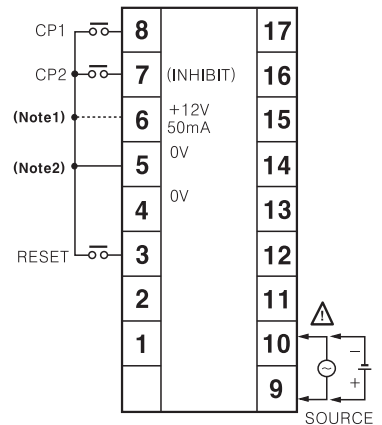 CP1 8 17
CP2 7 (INHIBIT) 16
(Note1) 6 +12V 50mA 15
(Note2) 5 0V 14
4 0V 13
RESET 3 12
2 11
1 10
9
SOURCE